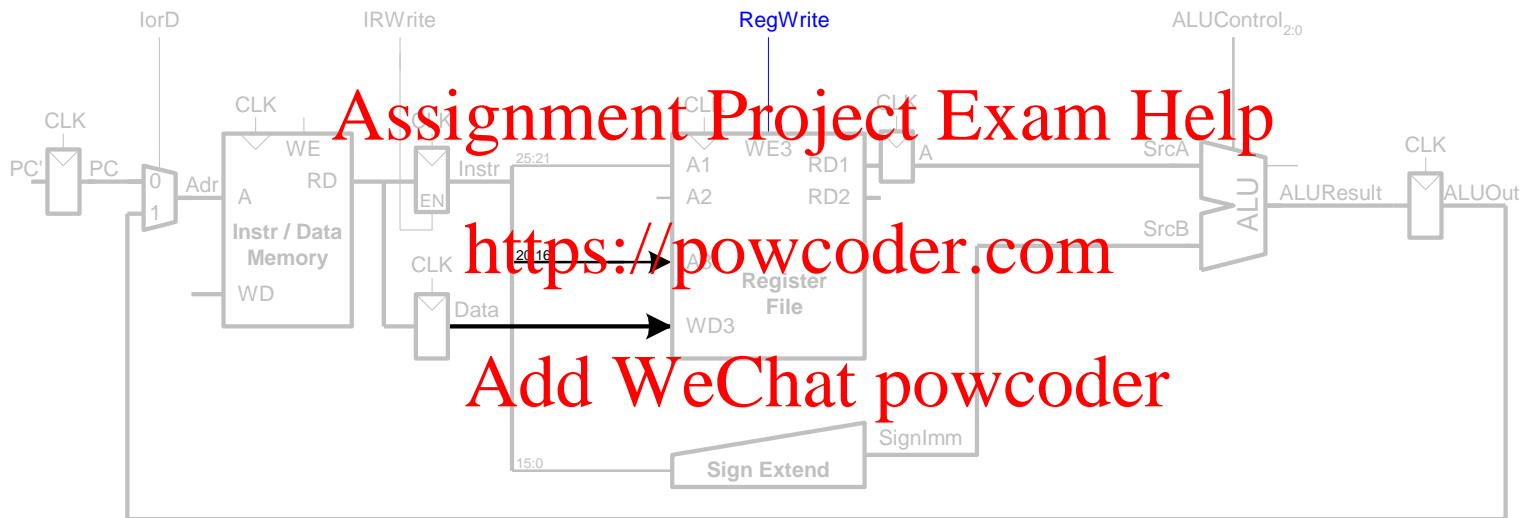 IorD IRWrite RegWrite ALUControl2:0
Assignment Project Exam Help
CLK CLK CLK CLK CLK
PC' PC 0 1 Adr WE RD A Instr 25:21 A1 WE3 RD1 A SrcA
EN A2 RD2 ALU ALUResult ALUOut
Instr / Data
Memory
https://powcoder.com
SrcB
CLK 20:16 A3
Register
File
WD Data WD3
Add WeChat powcoder
SignImm
15:0 Sign Extend